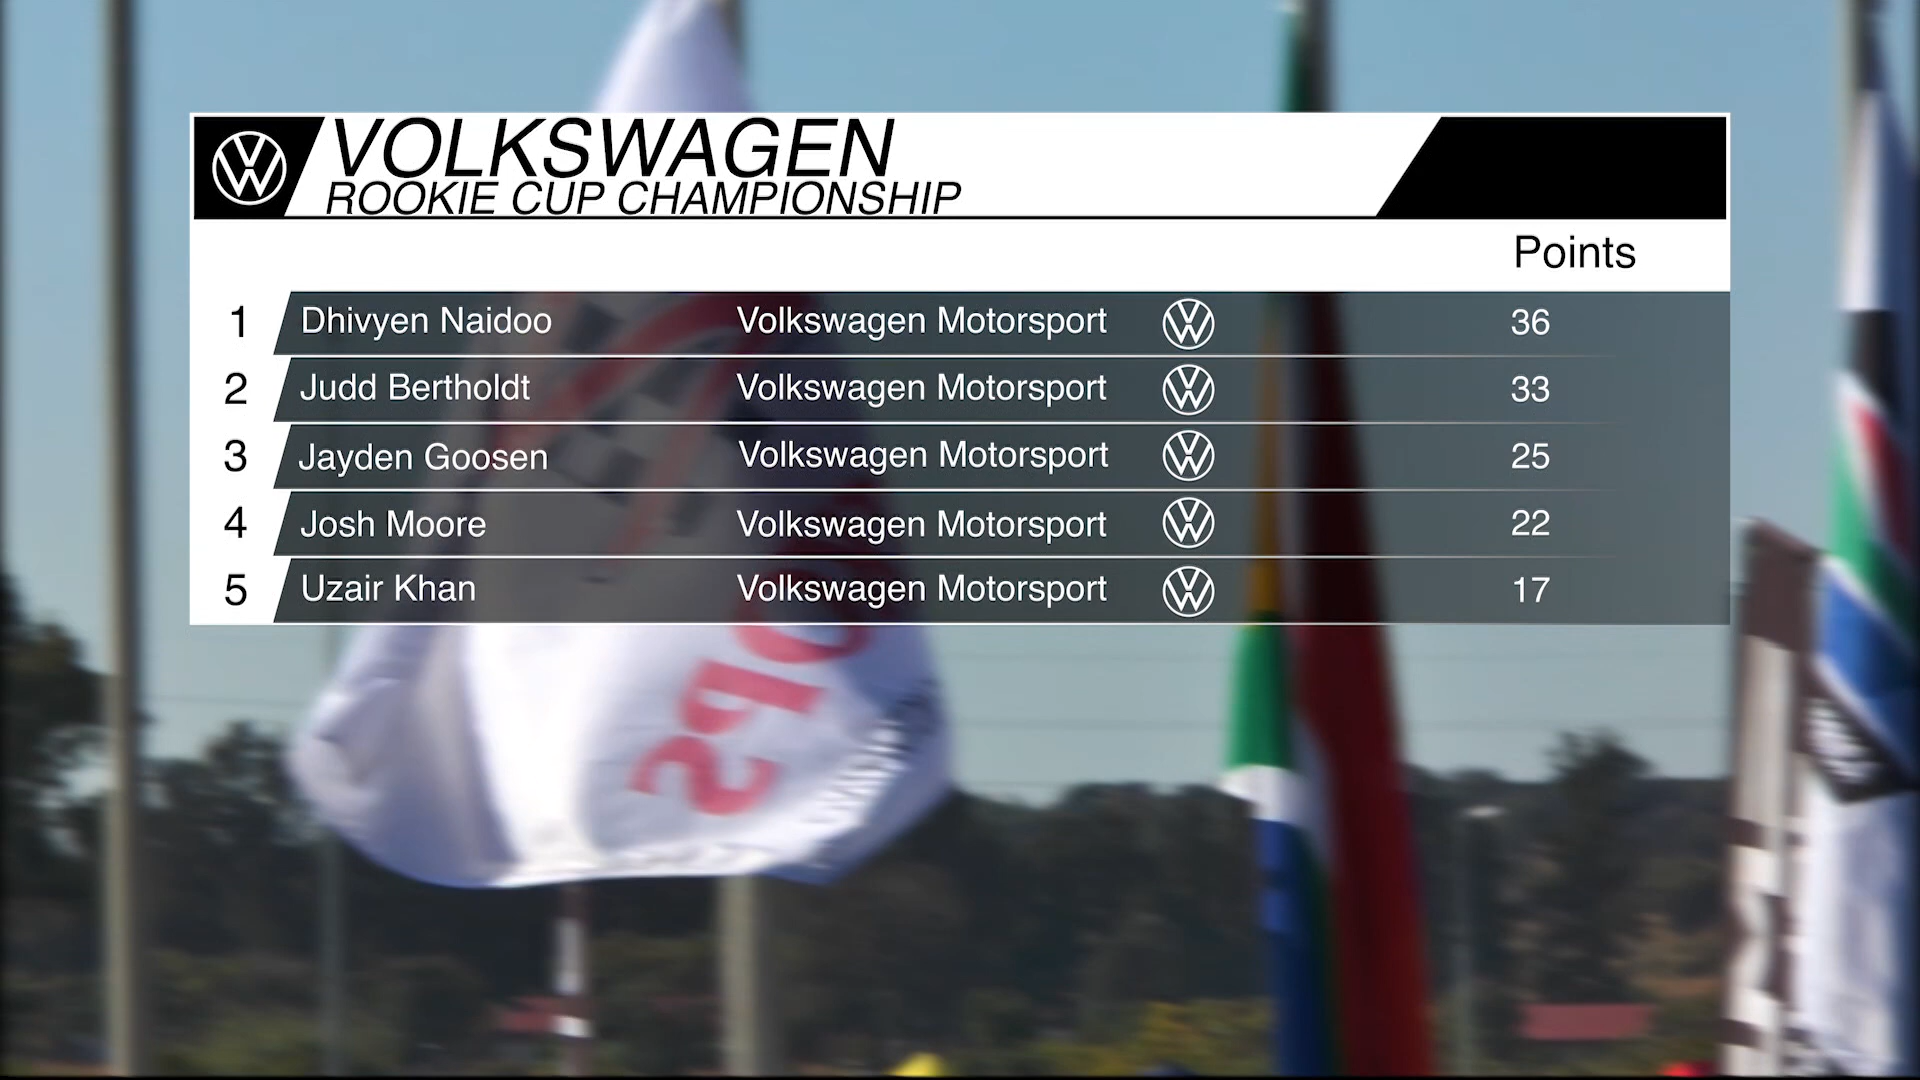 VOLKSWAGEN
ROOKIE CUP CHAMPIONSHIP
Points
1 Dhivyen Naidoo Volkswagen Motorsport 36
2 Judd Bertholdt Volkswagen Motorsport 33
3 Jayden Goosen Volkswagen Motorsport 25
4 Josh Moore Volkswagen Motorsport 22
5 Uzair Khan Volkswagen Motorsport 17